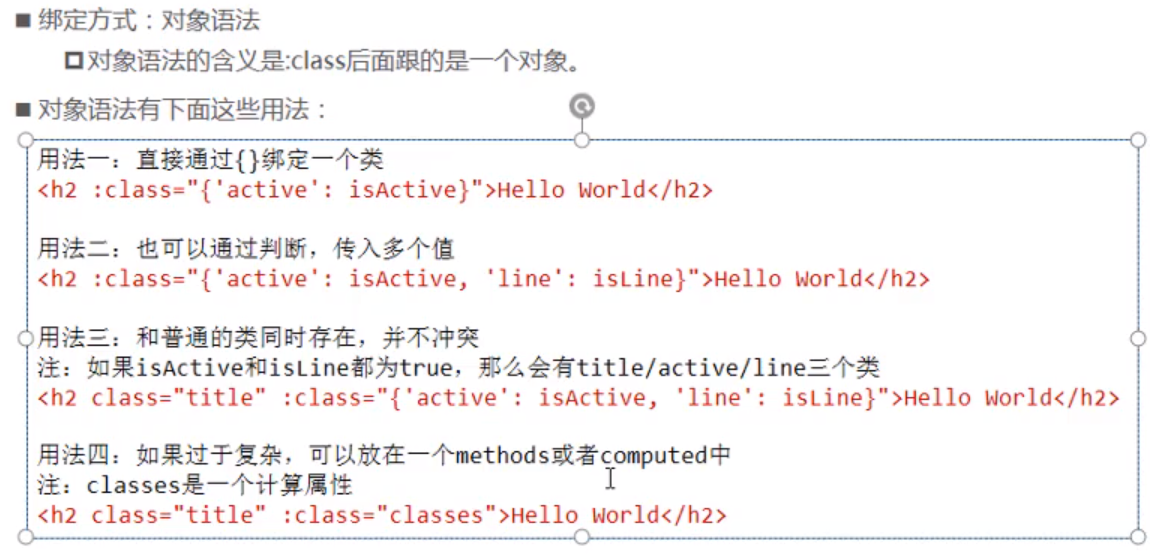 绑定方式：对象语法
对象语法的含义是:class后面跟的是一个对象。
对象语法有下面这些用法：
用法一：直接通过{}绑定一个类
<h2 :class="{'active': isActive}">Hello World</h2>
用法二：也可以通过判断，传入多个值
<h2 :class="{'active': isActive, 'line': isLine}">Hello World</h2>
用法三：和普通的类同时存在，并不冲突
注：如果isActive和isLine都为true，那么会有title/active/line三个类
<h2 class="title" :class="{'active': isActive, 'line': isLine}">Hello World</h2>
用法四：如果过于复杂，可以放在一个methods或者computed中
注：classes是一个计算属性
<h2 class="title" :class="classes">Hello World</h2>